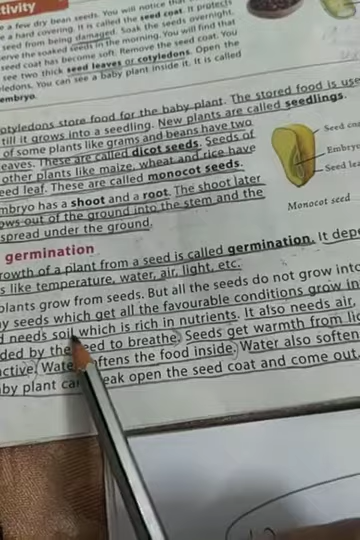 tivity
e a few dry bean seeds. You will notice that
e a hard covering. It is called the seed coat. It protects
seed from being damaged. Soak the seeds overnight.
erve the soaked seeds in the morning. You will find that
seed coat has become soft. Remove the seed coat. You
see two thick seed leaves or cotyledons. Open the
ledons. You can see a baby plant inside it. It is called
embryo.
otyledons store food for the baby plant. The stored food is use
till it grows into a seedling. New plants are called seedlings.
of some plants like grams and beans have two
eaves. These are called dicot seeds. Seeds of
other plants like maize, wheat and rice have
eed leaf. These are called monocot seeds.
mbryo has a shoot and a root. The shoot later
ows out of the ground into the stem and the
spread under the ground.
Seed coa
Embryo
Seed lea
Monocot seed
germination
rowth of a plant from a seed is called germination. It depe
s like temperature, water, air, light, etc.
plants grow from seeds. But all the seeds do not grow into
y seeds which get all the favourable conditions grow in
d needs soil which is rich in nutrients. It also needs air.
ded by the seed to breathe. Seeds get warmth from lig
active. Wate softens the food inside. Water also soften
by plant ca eak open the seed coat and come out.